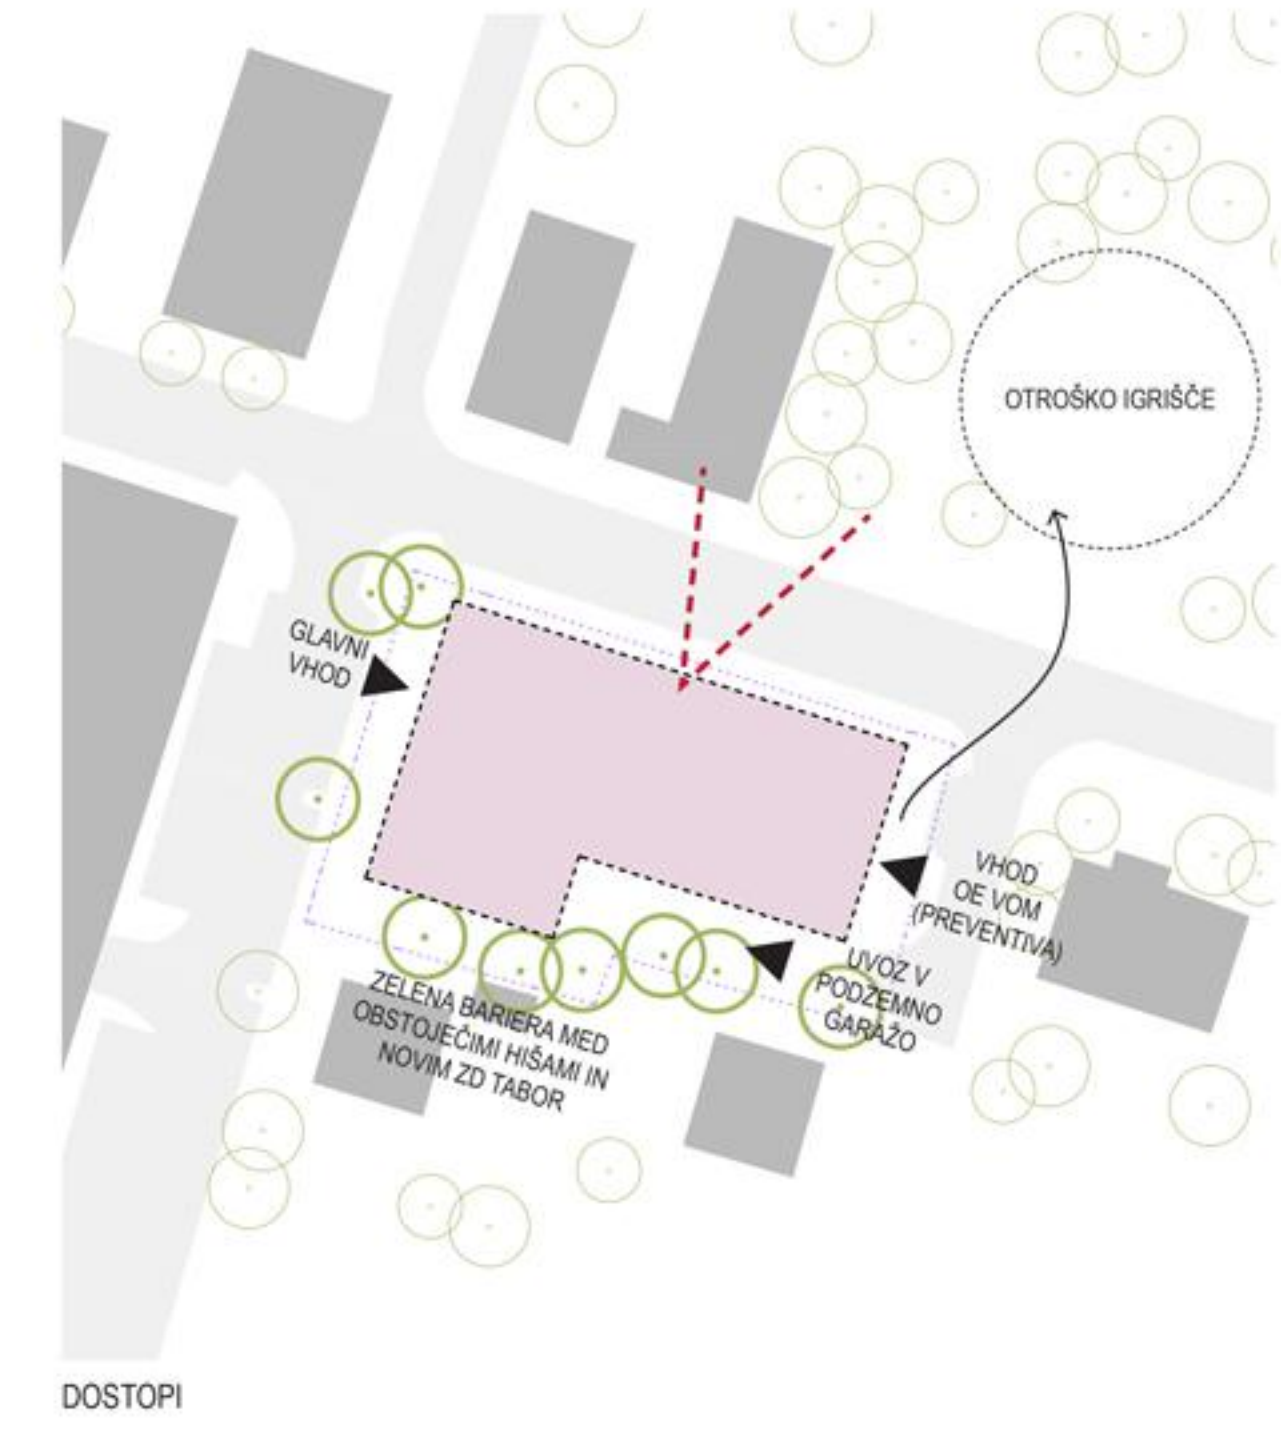 OTROŠKO IGRIŠČE
GLAVNI
VHOD
VHOD
OE VOM
(PREVENTIVA)
UVOZ V
PODZEMNO
GARAŽO
ZELENA BARIERA MED
OBSTOJEČIMI HIŠAMI IN
NOVIM ZD TABOR
DOSTOPI